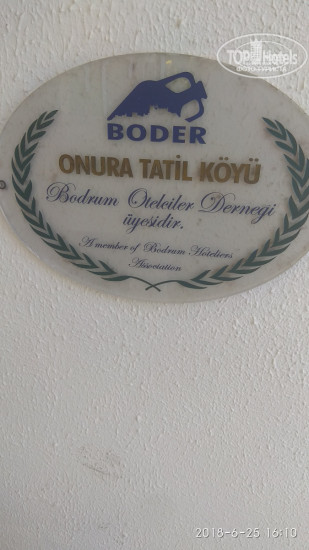 TOPHotels
BODER
ONURA TATİL KÖYÜ
Bodrum Otelciler Derneği
üyesidir.
A member of Bodrum Hoteliers
Association
2018-6-25 16:10